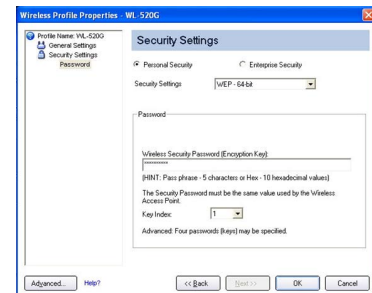 Wireless Profile Properties - WL-520G
Profile Name: WL-520G
General Settings
Security Settings
Password
Security Settings
Personal Security
Enterprise Security
Security Settings
WEP - 64-bit
Password
Wireless Security Password (Encryption Key):
**********
(HINT: Pass phrase - 5 characters or Hex - 10 hexadecimal values)
The Security Password must be the same value used by the Wireless
Access Point.
Key Index:
1
Advanced: Four passwords (keys) may be specified.
Advanced...
Help?
<< Back
Next >>
OK
Cancel